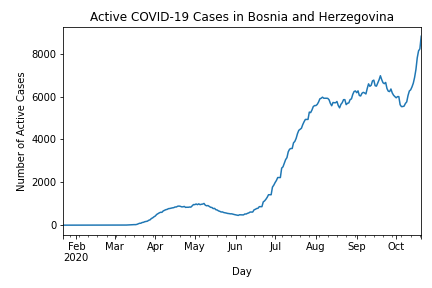 Active COVID-19 Cases in Bosnia and Herzegovina
Number of Active Cases
8000
6000
4000
2000
0
Feb Mar Apr May Jun Jul Aug Sep Oct
2020
Day